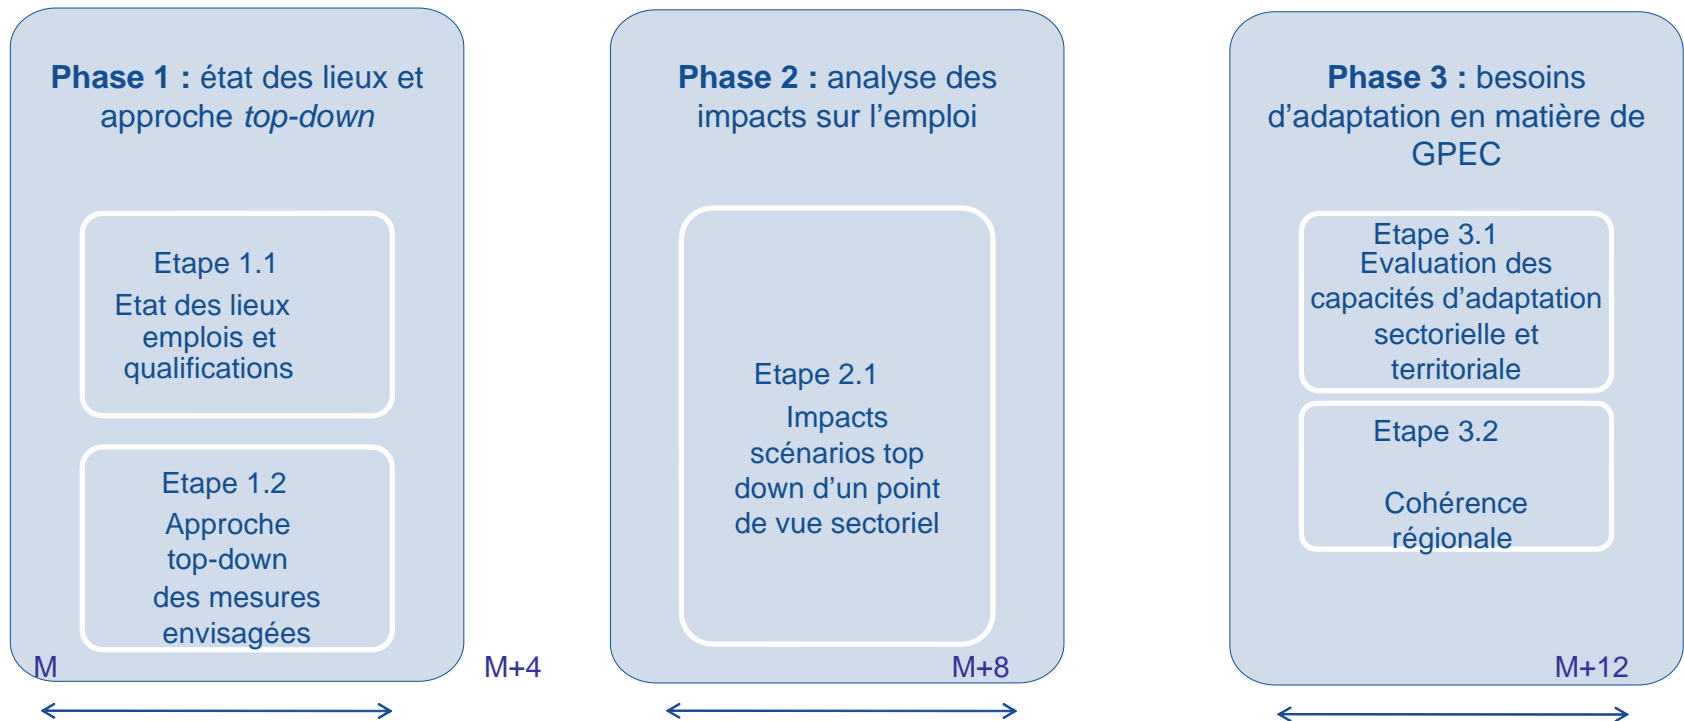 Phase 1 : état des lieux et
approche top-down
Etape 1.1
Etat des lieux
emplois et
qualifications
Etape 1.2
Approche
top-down
des mesures
envisagées
M
M+4
Phase 2 : analyse des
impacts sur l’emploi
Etape 2.1
Impacts
scénarios top
down d’un point
de vue sectoriel
M+8
Phase 3 : besoins
d’adaptation en matière de
GPEC
Etape 3.1
Evaluation des
capacités d’adaptation
sectorielle et
territoriale
Etape 3.2
Cohérence
régionale
M+12